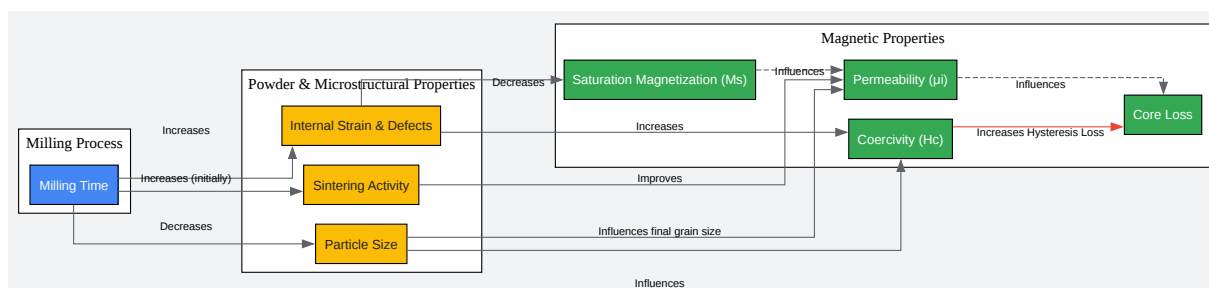 Magnetic Properties
Saturation Magnetization (Ms)
Influences
Permeability (μi)
Powder & Microstructural Properties
Decreases
Influences
Core Loss
Internal Strain & Defects
Increases
Increases
Coercivity (Hc)
Increases Hysteresis Loss
Milling Process
Milling Time
Increases (initially)
Sintering Activity
Improves
Decreases
Particle Size
Influences final grain size
Influences